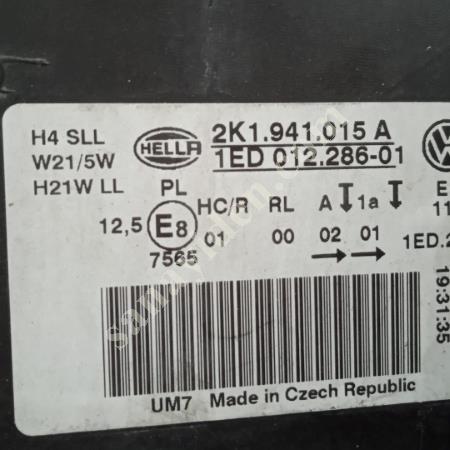 H4 SLL
W21/5W
H21W LL
HELLA
2K1.941.015 A
1ED 012.286-01
PL HC/R RL A 1a
12,5 E8 01 00 02 01
7565
E
11
1ED.2
19:31:35
UM7 Made in Czech Republic